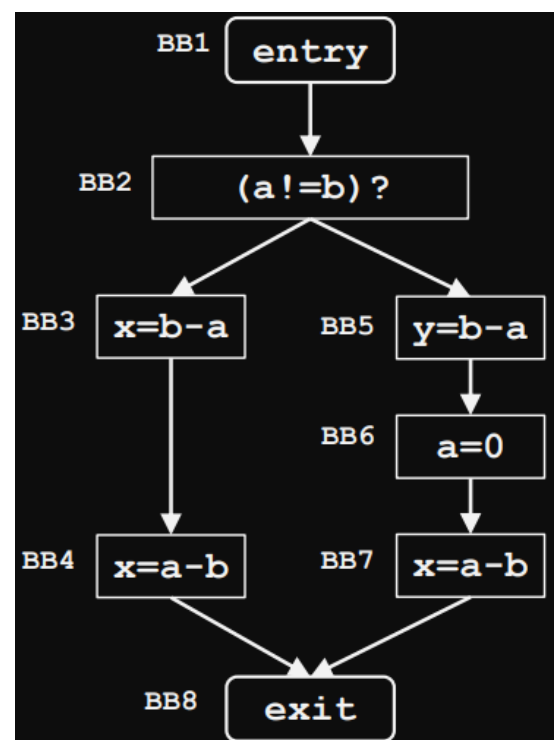 BB1 entry
BB2 (a!=b)?
BB3 x=b-a BB5 y=b-a
BB6 a=0
BB4 x=a-b BB7 x=a-b
BB8 exit